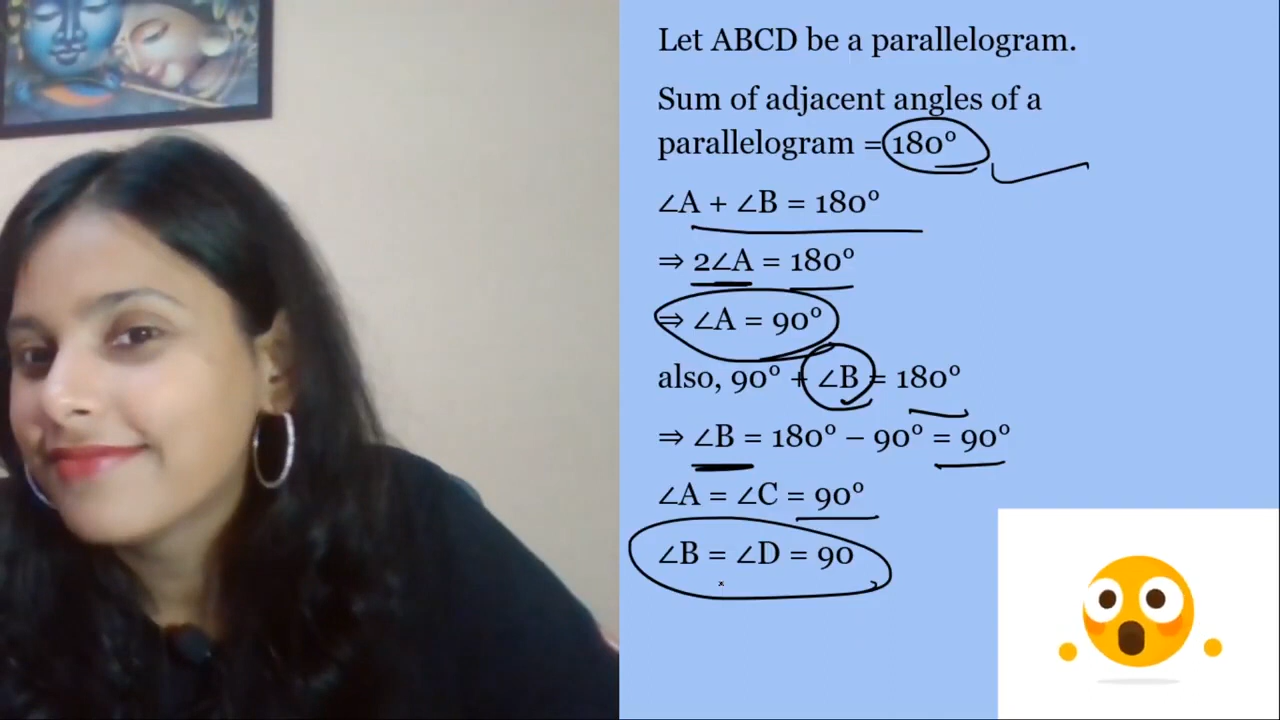 Let ABCD be a parallelogram.
Sum of adjacent angles of a
parallelogram = 180°
∠A + ∠B = 180°
⇒ 2∠A = 180°
⇒ ∠A = 90°
also, 90° + ∠B = 180°
⇒ ∠B = 180° – 90° = 90°
∠A = ∠C = 90°
∠B = ∠D = 90